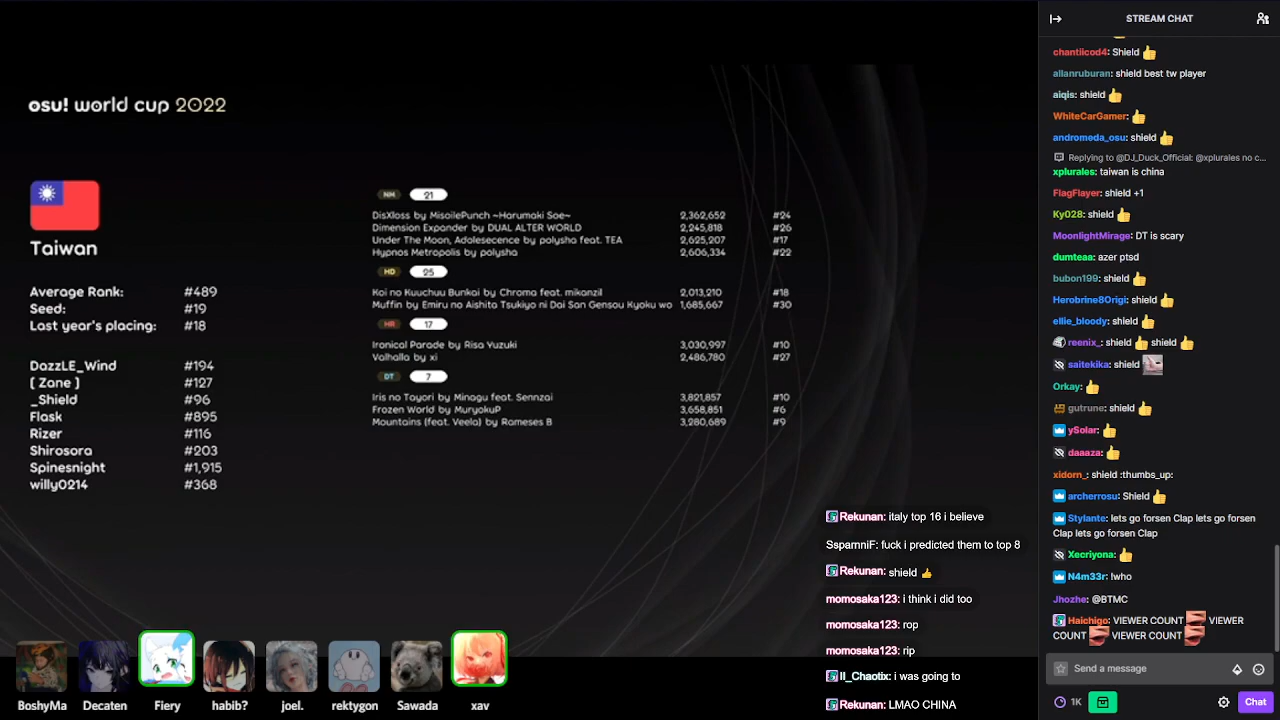 osu! world cup 2022
Taiwan
Average Rank: #489
Seed: #19
Last year's placing: #18
DazzLE_Wind #194
[ Zane ] #127
_Shield #96
Flask #895
Rizer #116
Shirosora #203
Spinesnight #1,915
willy0214 #368
NM 21
DisXloss by MisoilePunch ~Harumaki Soe~ 2,362,652 #24
Dimension Expander by DUAL ALTER WORLD 2,245,818 #26
Under The Moon, Adolesecence by polysha feat. TEA 2,625,207 #17
Hypnos Metropolis by polysha 2,606,334 #22
HD 25
Koi no Kuuchuu Bunkai by Chroma feat. mikanzil 2,013,210 #18
Muffin by Emiru no Aishita Tsukiyo ni Dai San Gensou Kyoku wo 1,685,667 #30
HR 17
Ironical Parade by Risa Yuzuki 3,030,997 #10
Valhalla by xi 2,486,780 #27
DT 7
Iris no Tayori by Minagu feat. Sennzai 3,821,857 #10
Frozen World by MuryokuP 3,658,851 #6
Mountains (feat. Veela) by Rameses B 3,280,689 #9
Rekunan: italy top 16 i believe
SspamniF: fuck i predicted them to top 8
Rekunan: shield 👍
momosaka123: i think i did too
momosaka123: rop
momosaka123: rip
Il_Chaotix: i was going to
Rekunan: LMAO CHINA
BoshyMa
Decaten
Fiery
habib?
joel.
rektygon
Sawada
xav
STREAM CHAT
chantiicod4: Shield 👍
allanruburan: shield best tw player
aiqis: shield 👍
WhiteCarGamer: 👍
andromeda_osu: shield 👍
Replying to @DJ_Duck_Official: @xplurales no c...
xplurales: taiwan is china
FlagFlayer: shield +1
Ky028: shield 👍
MoonlightMirage: DT is scary
dumteaa: azer ptsd
bubon199: shield 👍
Herobrine80rigi: shield 👍
ellie_bloody: shield 👍
reenix_: shield 👍 shield 👍
saitekika: shield
Orkay: 👍
gutrune: shield 👍
ySolar: 👍
daaaza: 👍
xidorn_: shield :thumbs_up:
archerrosu: Shield 👍
Stylante: lets go forsen Clap lets go forsen
Clap lets go forsen Clap
Xecriyona: 👍
N4m33r: !who
Jhozhe: @BTMC
Haichigo: VIEWER COUNT VIEWER
COUNT VIEWER COUNT
Send a message
1K
Chat